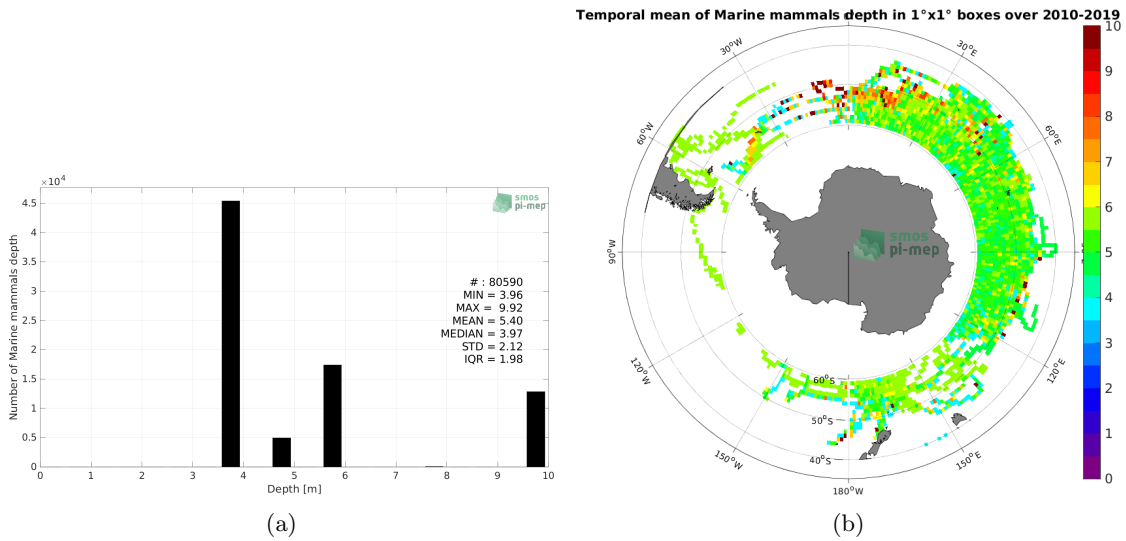 ×10⁴
4.5
4
3.5
3
2.5
2
1.5
1
0.5
0
Number of Marine mammals depth
0 1 2 3 4 5 6 7 8 9 10
Depth [m]
smos
pi-mep
# : 80590
MIN = 3.96
MAX = 9.92
MEAN = 5.40
MEDIAN = 3.97
STD = 2.12
IQR = 1.98
(a)
Temporal mean of Marine mammals depth in 1°x1° boxes over 2010-2019
30°W
30°E
60°W
60°E
90°W
120°W
120°E
150°W
150°E
180°W
60°S
50°S
40°S
smos
pi-mep
10
9
8
7
6
5
4
3
2
1
0
(b)